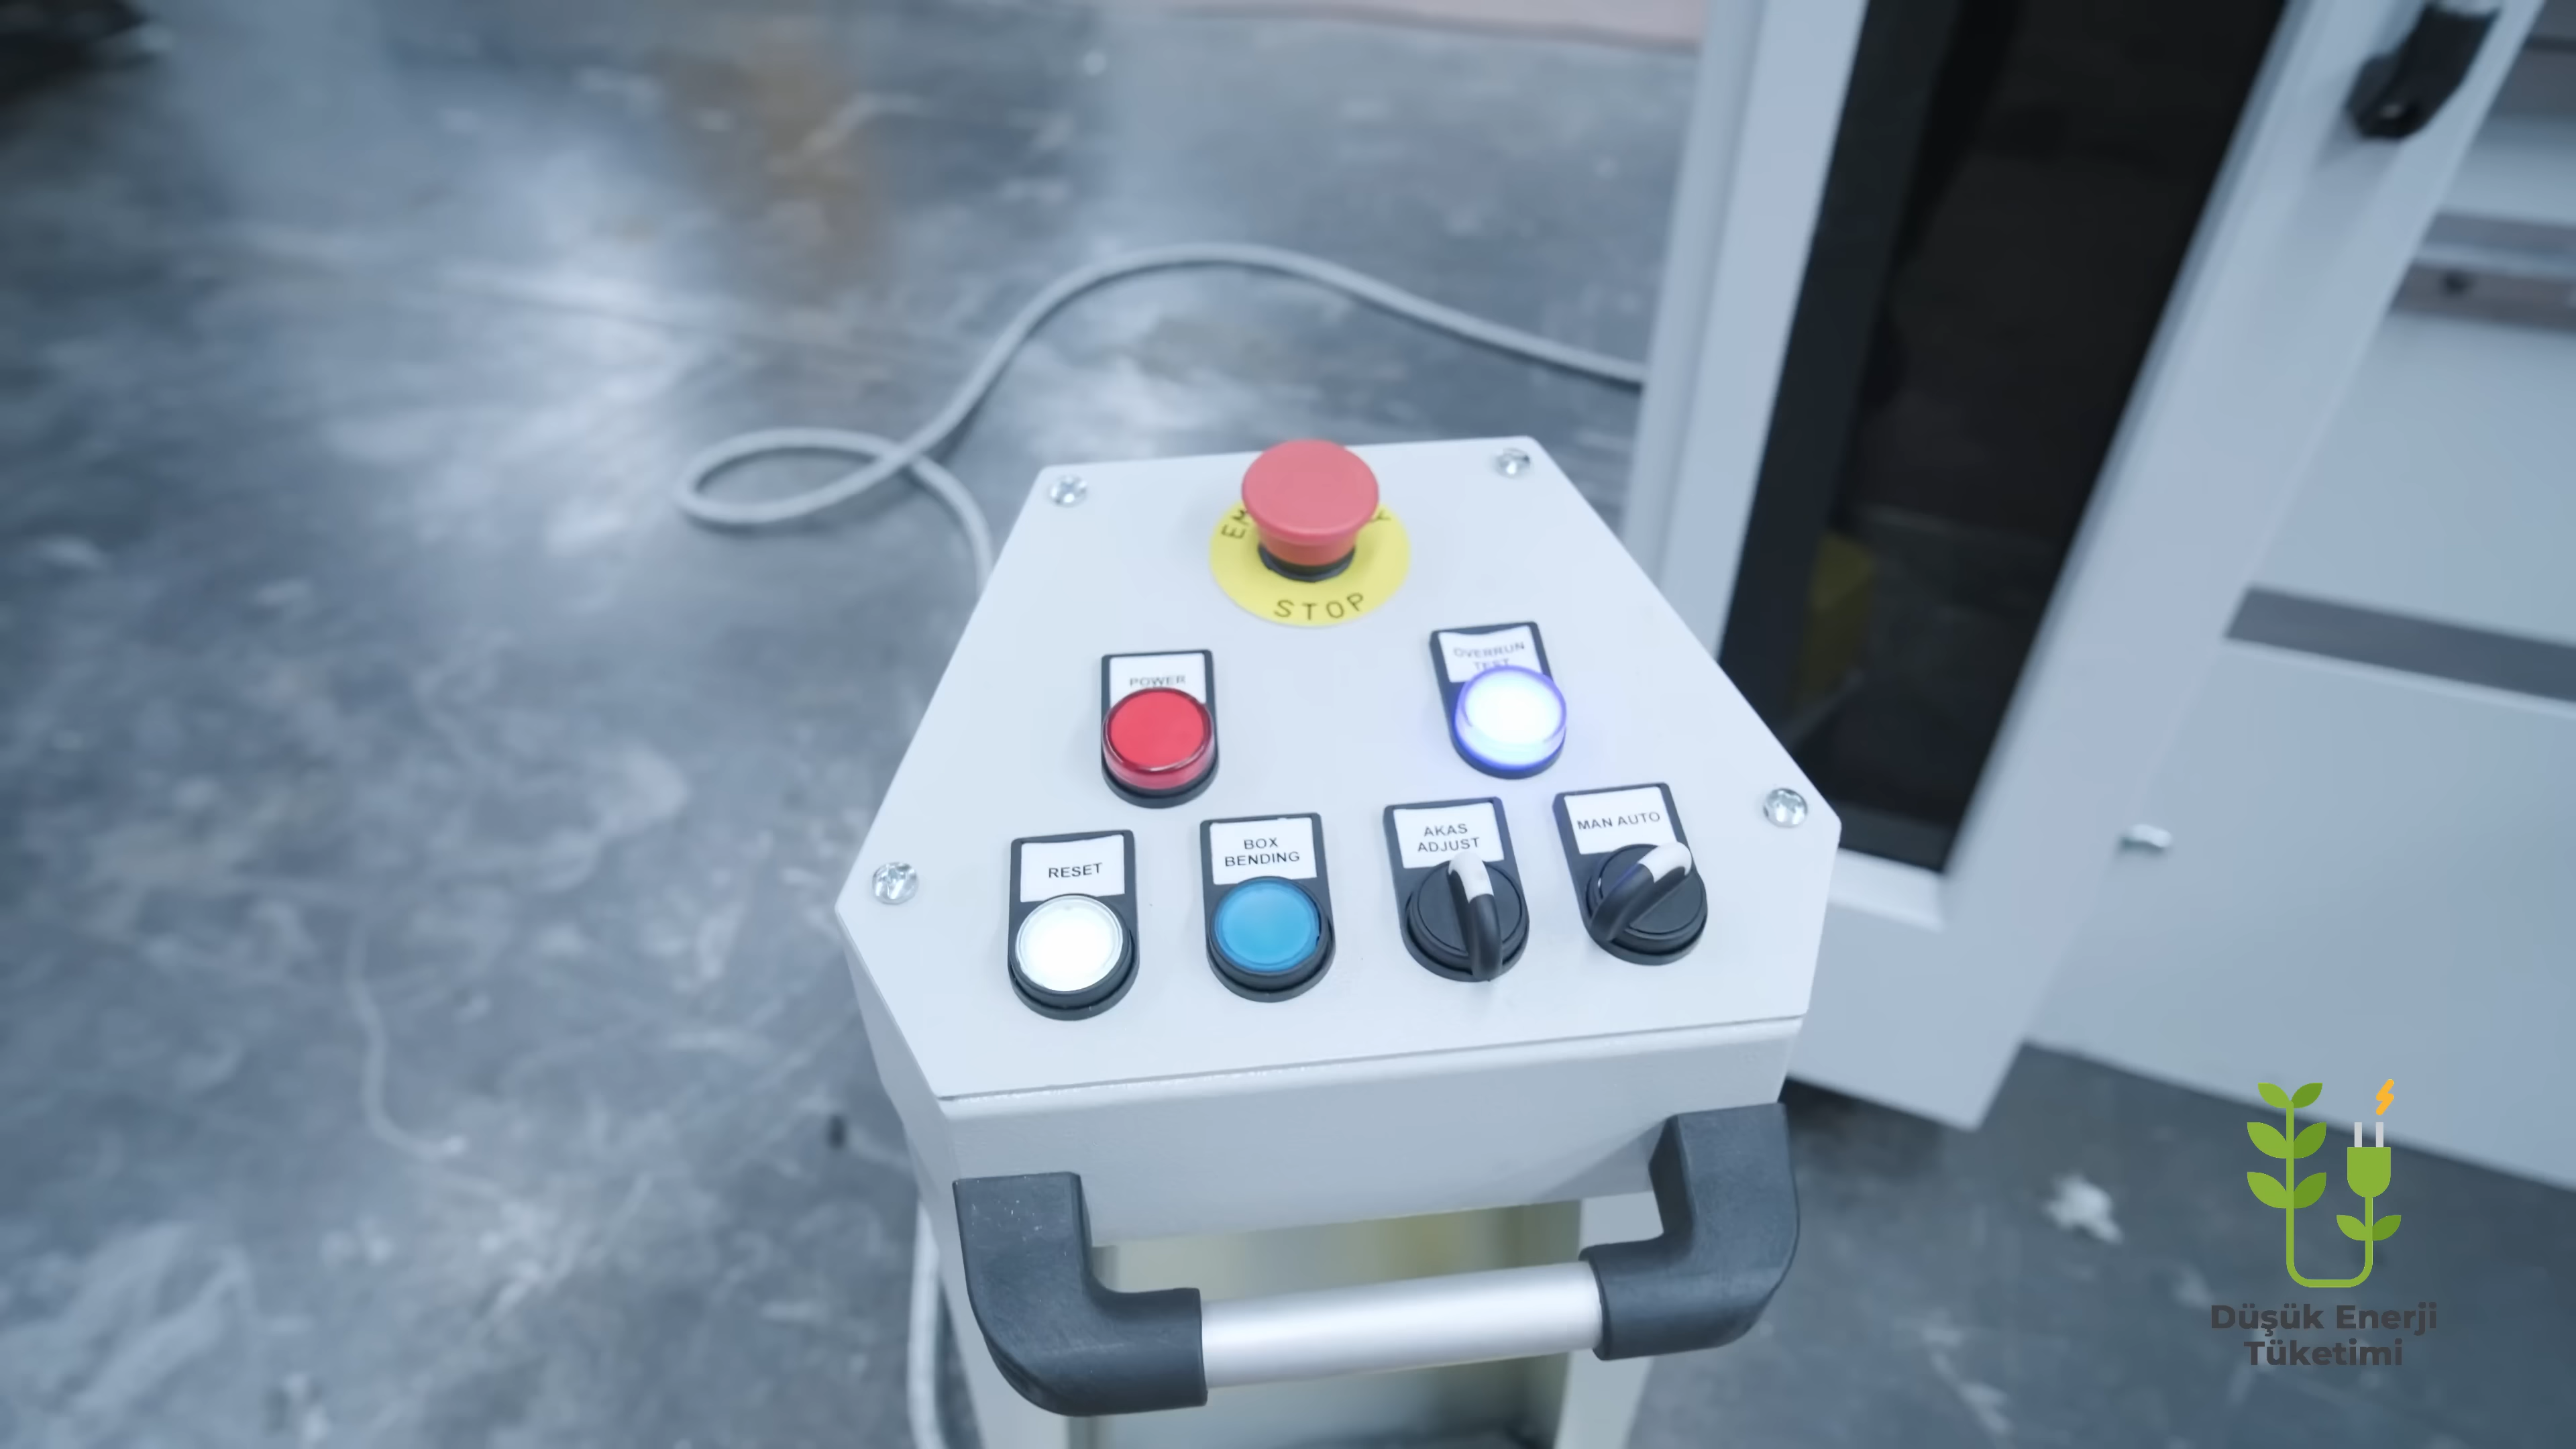 STOP
POWER
OVERRUN
TEST
RESET
BOX
BENDING
AKAS
ADJUST
MAN AUTO
Düşük Enerji
Tüketimi